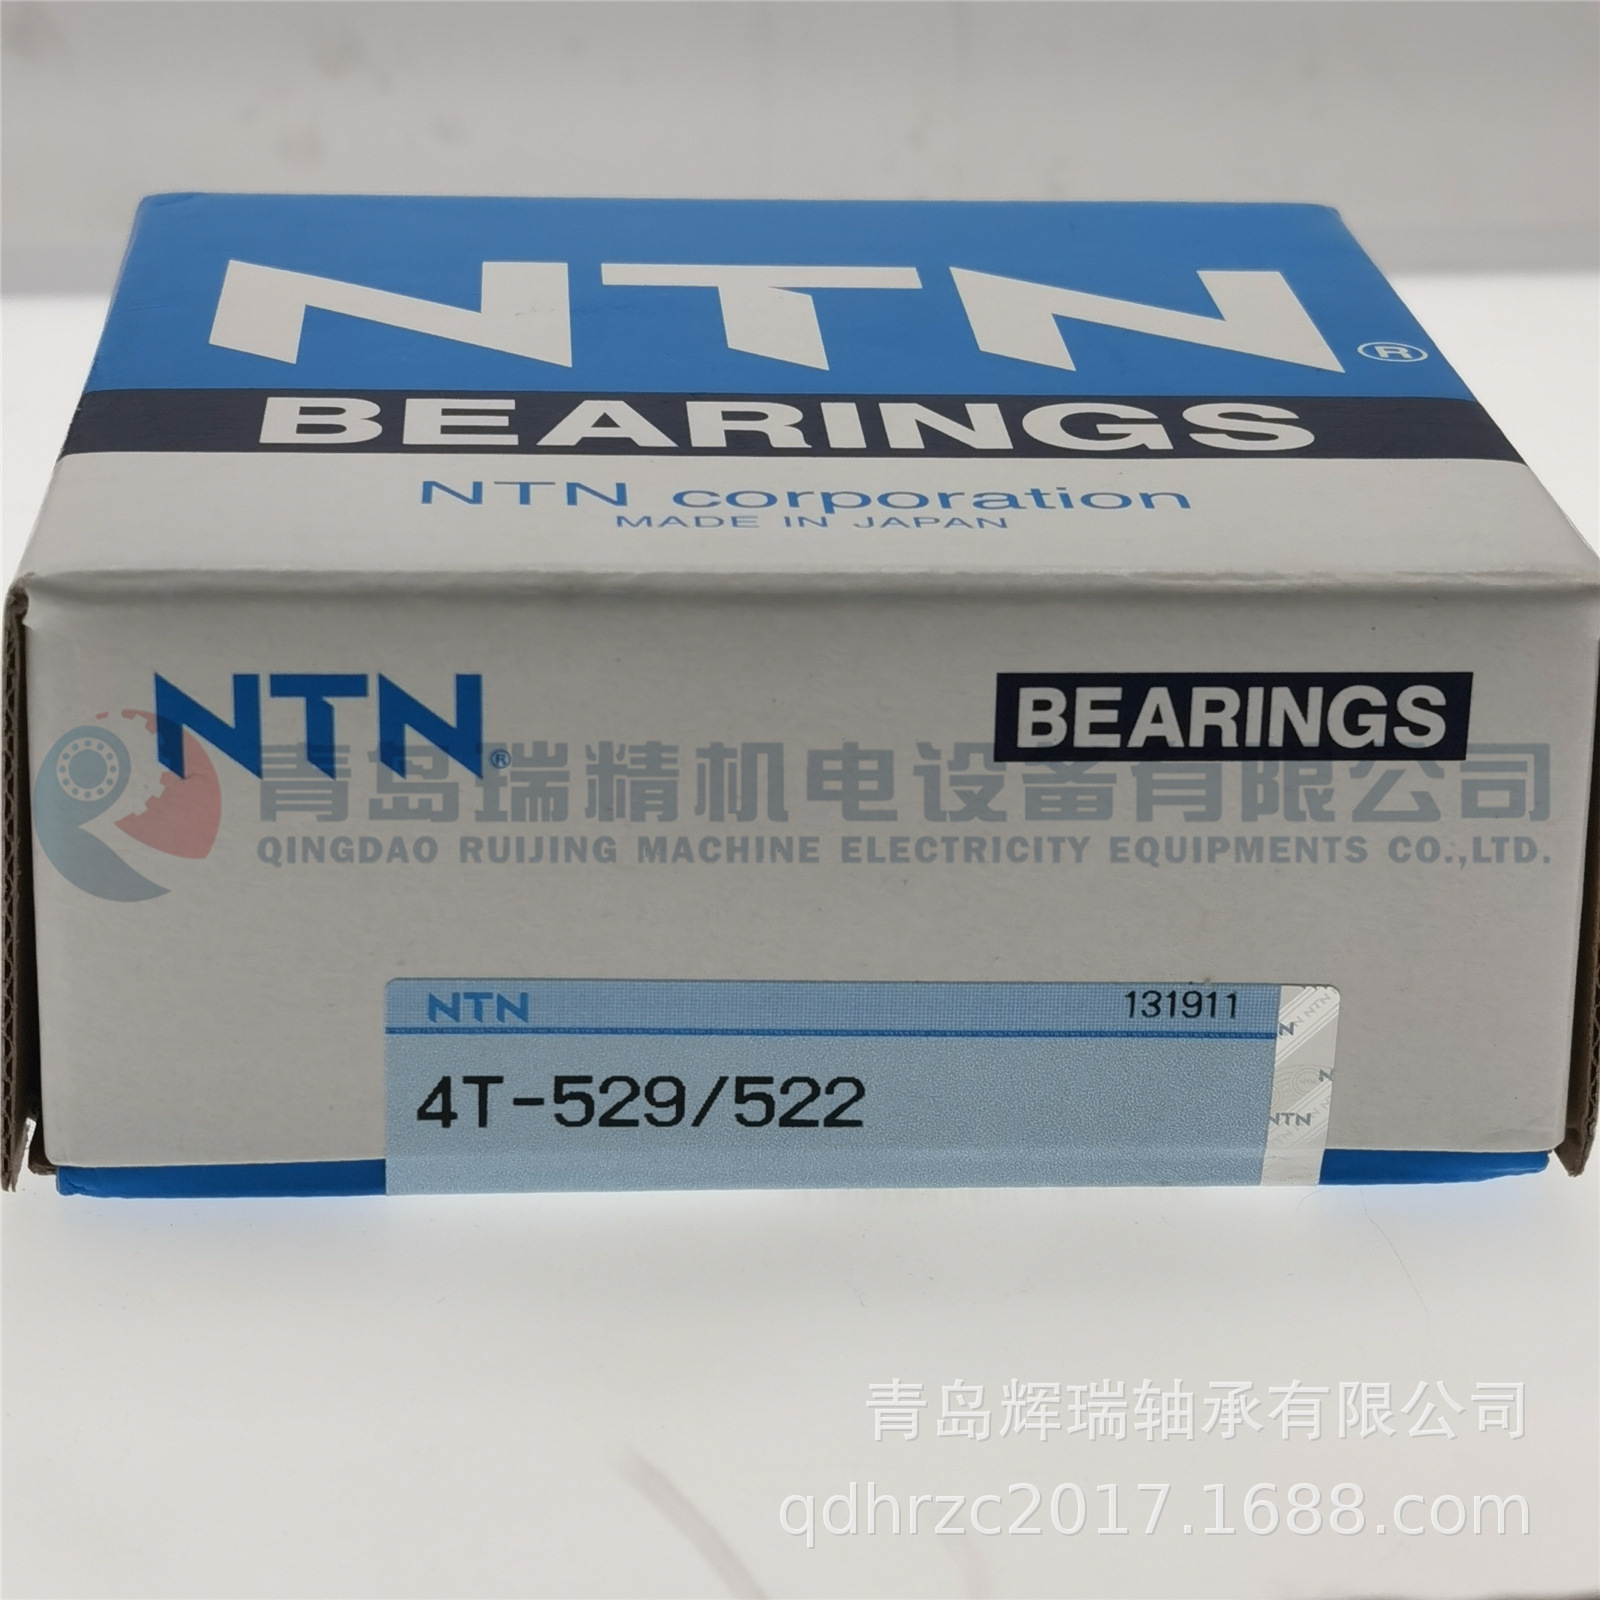 NTN®
BEARINGS
NTN corporation
MADE IN JAPAN
NTN® BEARINGS
青岛瑞精机电设备有限公司
QINGDAO RUIJING MACHINE ELECTRICITY EQUIPMENTS CO.,LTD.
NTN 131911
4T-529/522
NTN
青岛辉瑞轴承有限公司
qdhrzc2017.1688.com